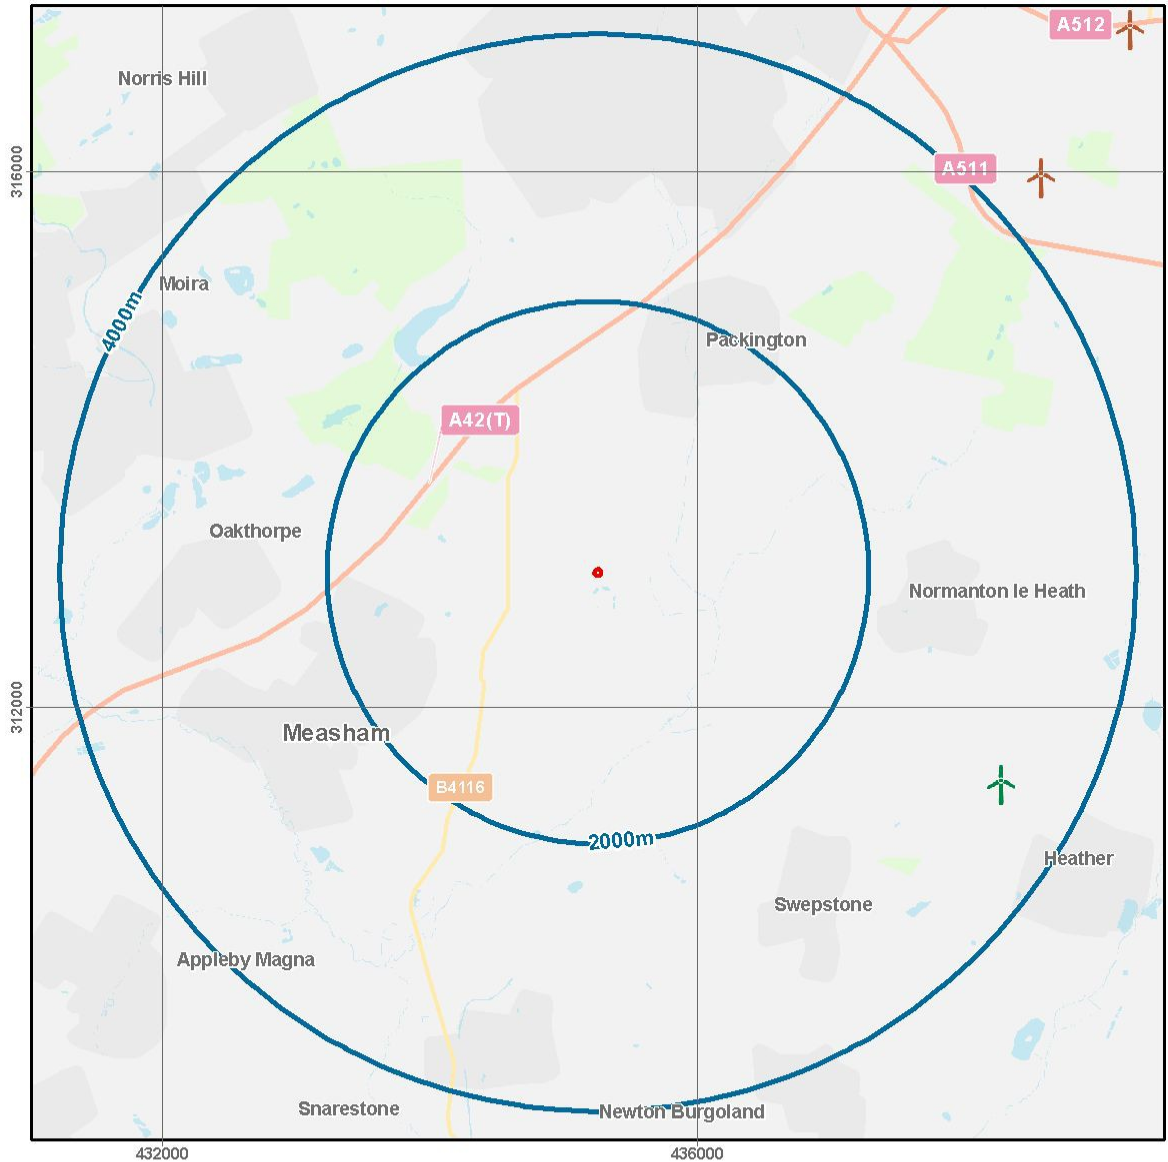 A512
Norris Hill
316000
A511
Moira
4000m
Packington
A42(T)
Oakthorpe
Normanton le Heath
312000
Measham
B4116
2000m
Heather
Swepstone
Appleby Magna
Snarestone
Newton Burgoland
432000
436000